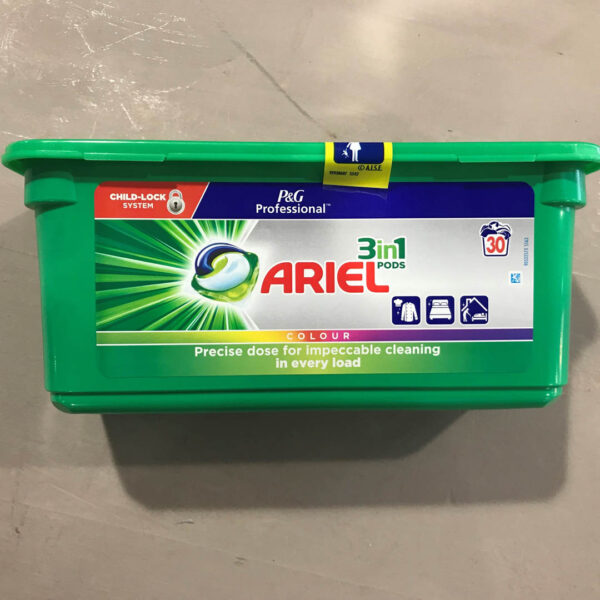 © A.I.S.E.
CHILD-LOCK
SYSTEM
P&G
Professional™
30
3in1
PODS
ARIEL
COLOUR
Precise dose for impeccable cleaning
in every load